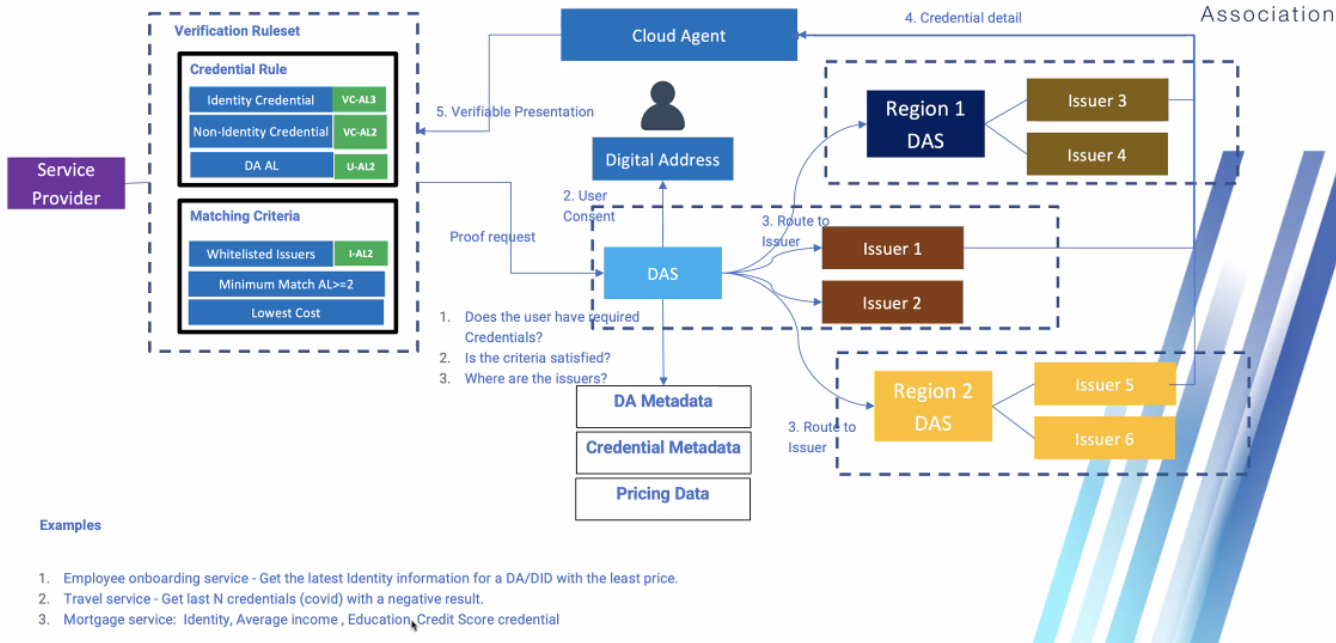 Association
Verification Ruleset
Credential Rule
Identity Credential VC-AL3
Non-Identity Credential VC-AL2
DA AL U-AL2
Service
Provider
Matching Criteria
Whitelisted Issuers I-AL2
Minimum Match AL>=2
Lowest Cost
Cloud Agent
4. Credential detail
5. Verifiable Presentation
Digital Address
2. User
Consent
Proof request
DAS
3. Route to
Issuer
Region 1
DAS
Issuer 3
Issuer 4
Issuer 1
Issuer 2
1. Does the user have required
Credentials?
2. Is the criteria satisfied?
3. Where are the issuers?
Region 2
DAS
Issuer 5
Issuer 6
3. Route to
Issuer
DA Metadata
Credential Metadata
Pricing Data
Examples
1. Employee onboarding service - Get the latest Identity information for a DA/DID with the least price.
2. Travel service - Get last N credentials (covid) with a negative result.
3. Mortgage service: Identity, Average income , Education, Credit Score credential